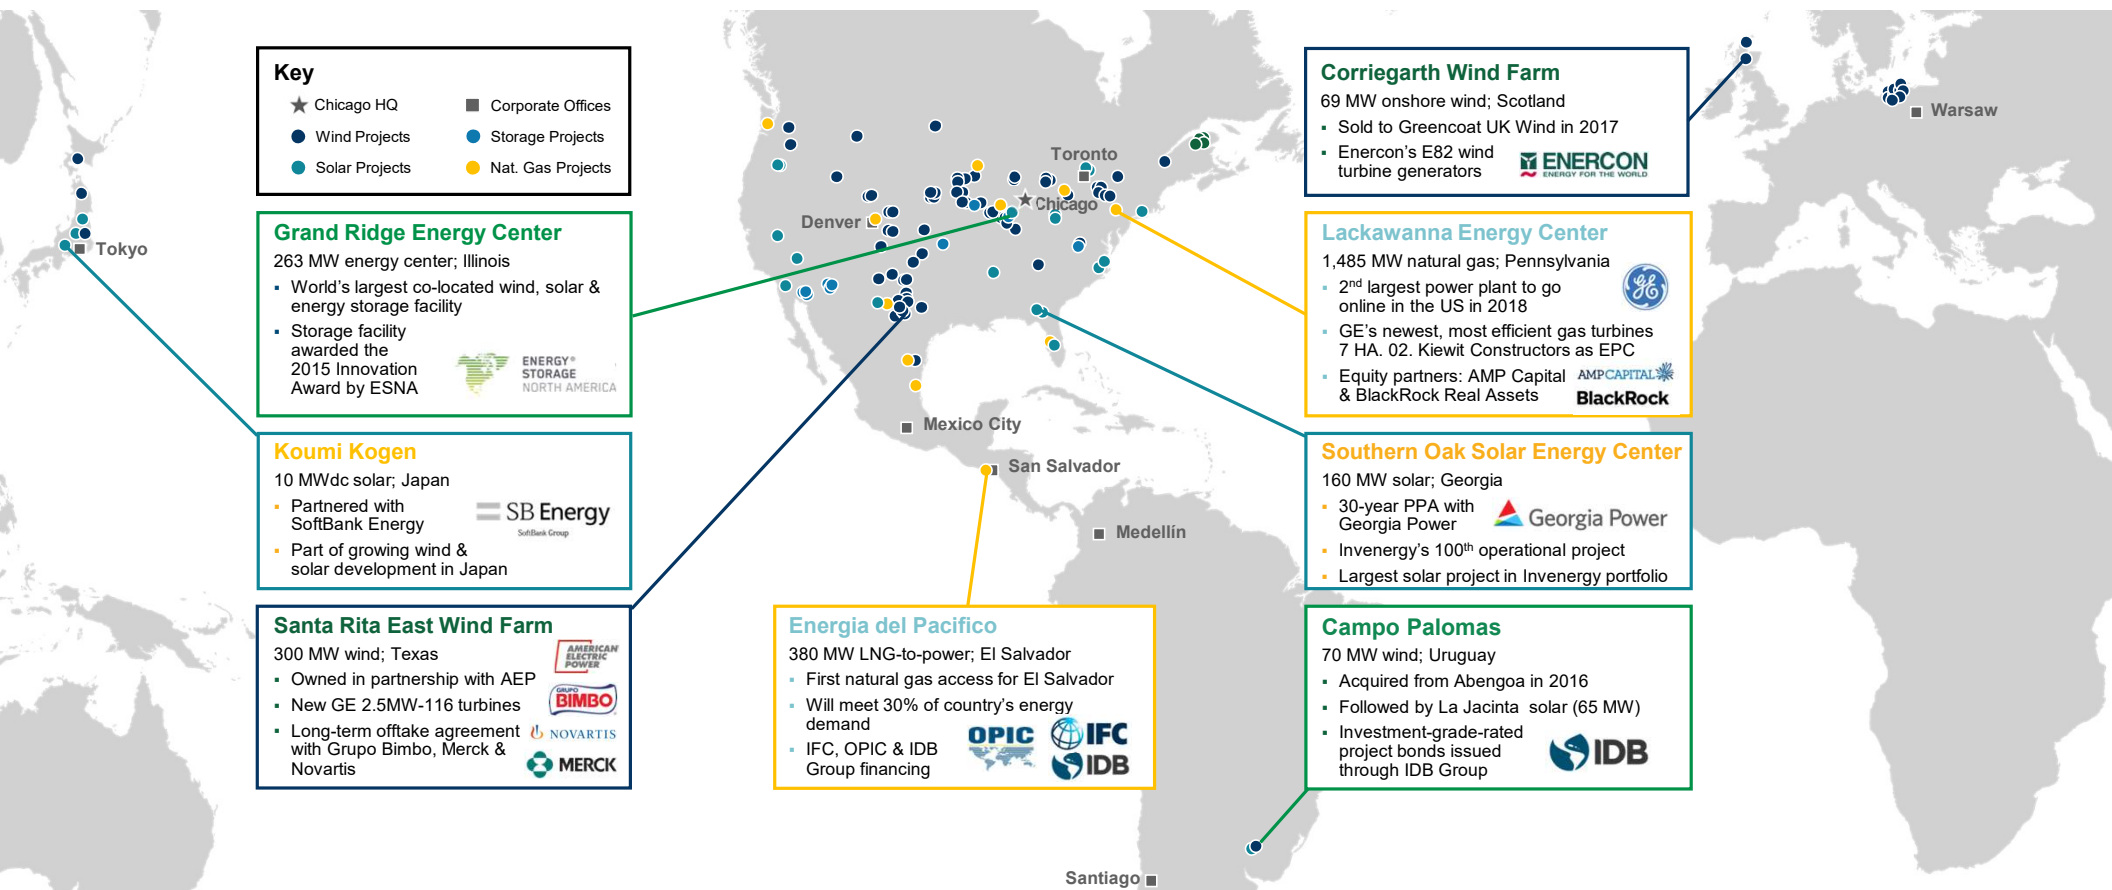 Key
Chicago HQ
Corporate Offices
Wind Projects
Storage Projects
Solar Projects
Nat. Gas Projects
Grand Ridge Energy Center
263 MW energy center; Illinois
▪ World's largest co-located wind, solar &
energy storage facility
▪ Storage facility
awarded the
2015 Innovation
Award by ESNA
ENERGY®
STORAGE
NORTH AMERICA
Koumi Kogen
10 MWdc solar; Japan
▪ Partnered with
SoftBank Energy
▪ Part of growing wind &
solar development in Japan
SB Energy
SoftBank Group
Santa Rita East Wind Farm
300 MW wind; Texas
▪ Owned in partnership with AEP
▪ New GE 2.5MW-116 turbines
▪ Long-term offtake agreement
with Grupo Bimbo, Merck &
Novartis
AMERICAN
ELECTRIC
POWER
GRUPO
BIMBO
NOVARTIS
MERCK
Tokyo
Denver
Chicago
Toronto
Mexico City
San Salvador
Medellín
Santiago
Warsaw
Energia del Pacifico
380 MW LNG-to-power; El Salvador
▪ First natural gas access for El Salvador
▪ Will meet 30% of country's energy
demand
▪ IFC, OPIC & IDB
Group financing
OPIC
IFC
IDB
Corriegarth Wind Farm
69 MW onshore wind; Scotland
▪ Sold to Greencoat UK Wind in 2017
▪ Enercon's E82 wind
turbine generators
ENERCON
ENERGY FOR THE WORLD
Lackawanna Energy Center
1,485 MW natural gas; Pennsylvania
▪ 2nd largest power plant to go
online in the US in 2018
▪ GE's newest, most efficient gas turbines
7 HA. 02. Kiewit Constructors as EPC
▪ Equity partners: AMP Capital
& BlackRock Real Assets
GE
AMP CAPITAL
BlackRock
Southern Oak Solar Energy Center
160 MW solar; Georgia
▪ 30-year PPA with
Georgia Power
▪ Invenergy's 100th operational project
▪ Largest solar project in Invenergy portfolio
Georgia Power
Campo Palomas
70 MW wind; Uruguay
▪ Acquired from Abengoa in 2016
▪ Followed by La Jacinta solar (65 MW)
▪ Investment-grade-rated
project bonds issued
through IDB Group
IDB